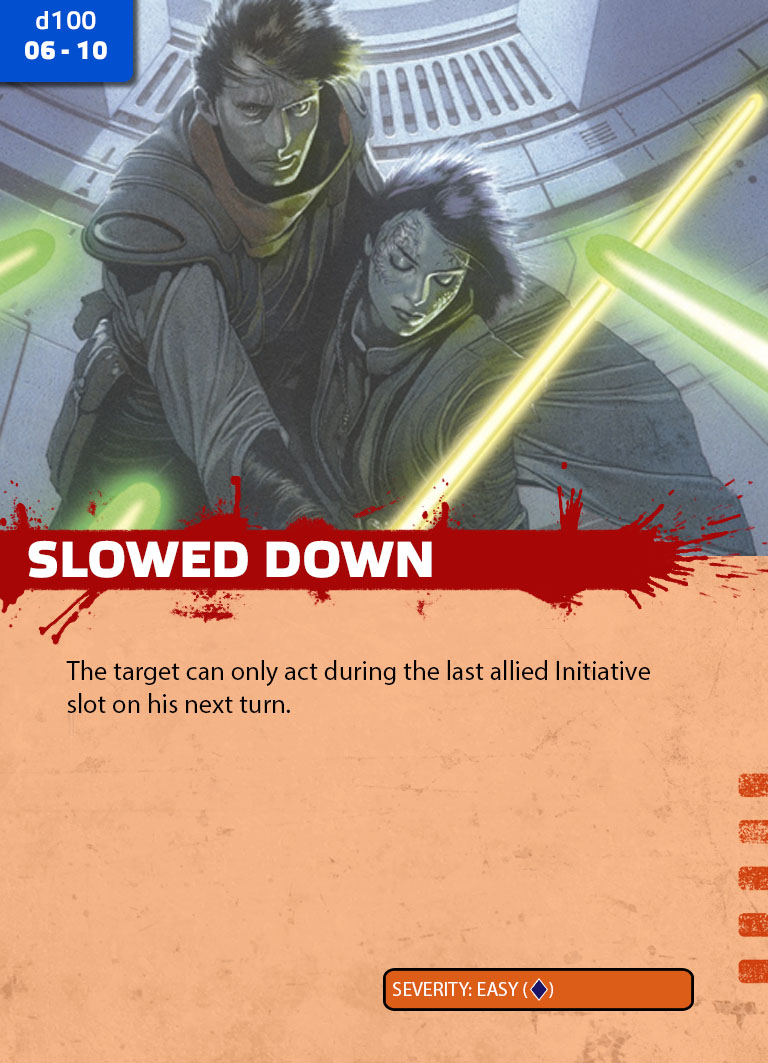 d100
06 - 10
SLOWED DOWN
The target can only act during the last allied Initiative
slot on his next turn.
SEVERITY: EASY (♦)